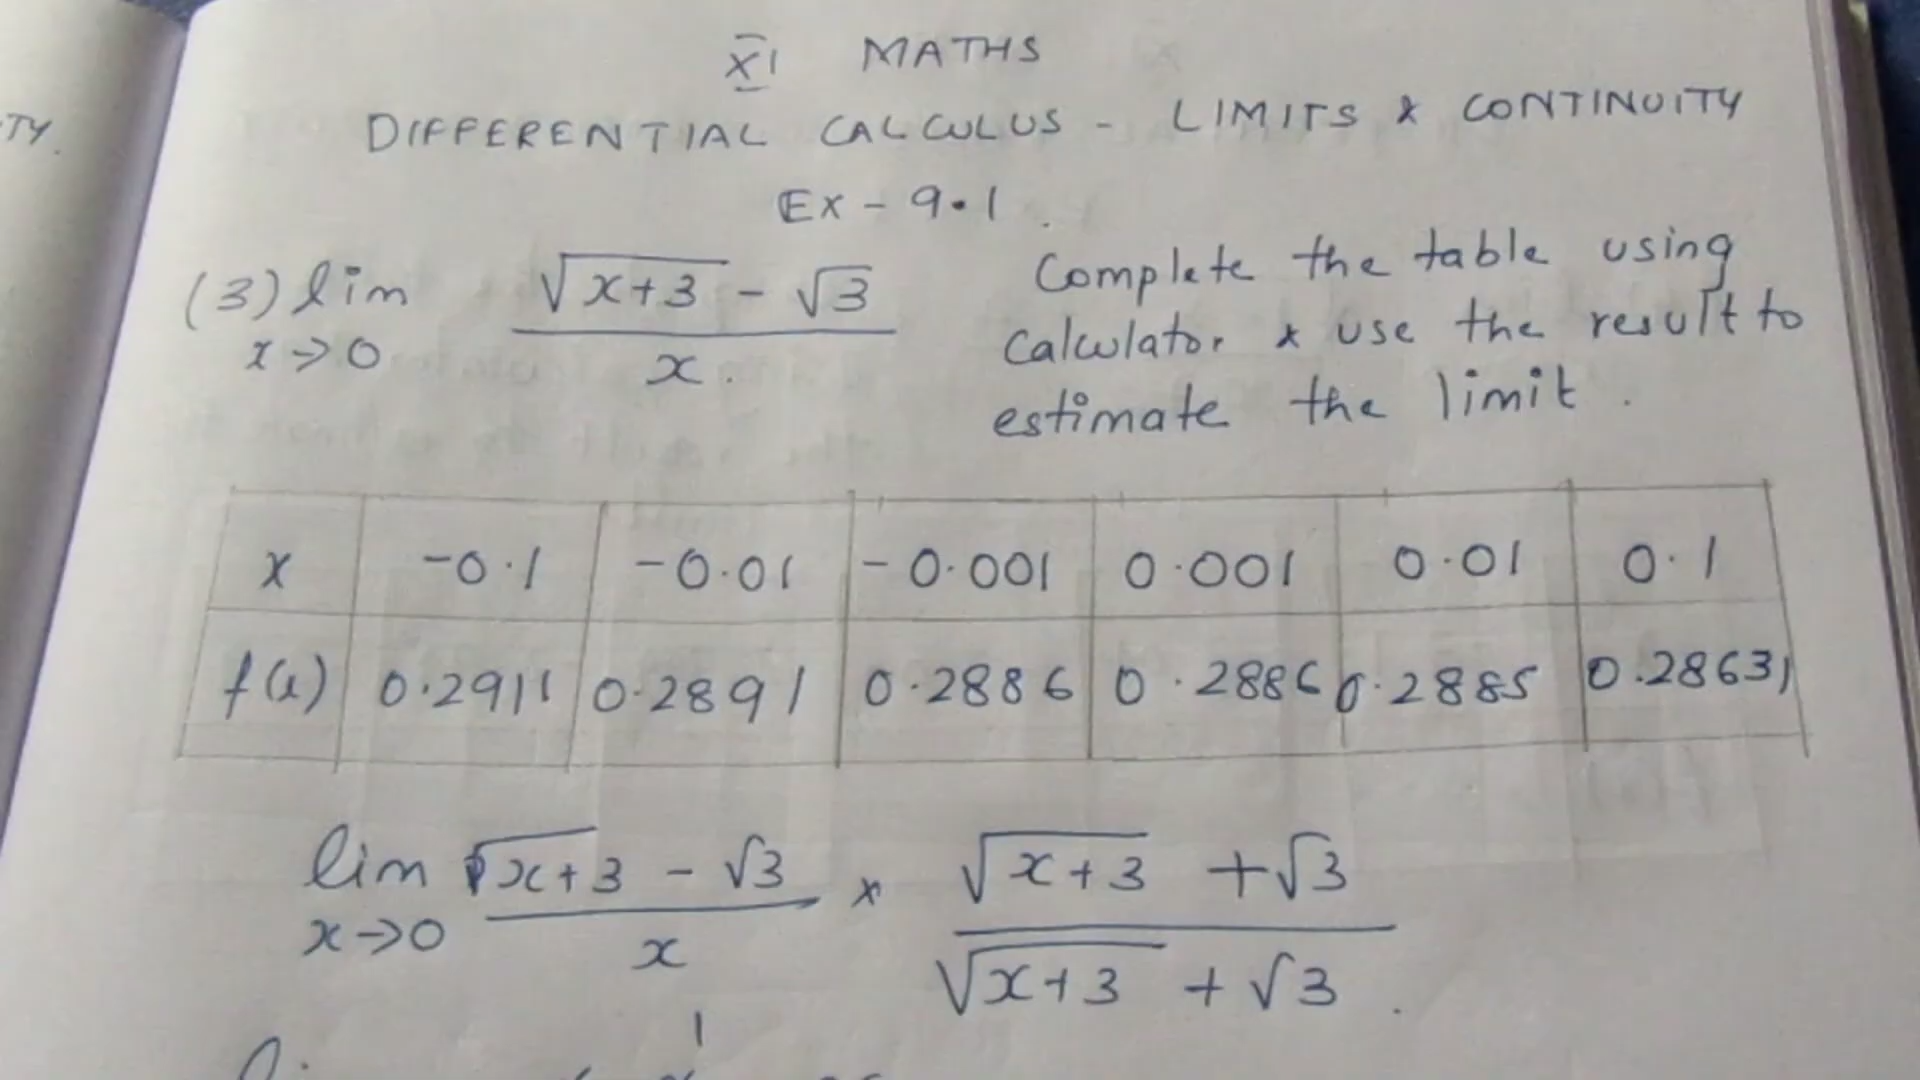 TY.
XI MATHS
DIFFERENTIAL CALCULUS - LIMITS & CONTINUITY
Ex - 9.1
(3) lim x→0 (√(x+3) - √3)/x. Complete the table using
calculator & use the result to
estimate the limit.
x -0.1 -0.01 -0.001 0.001 0.01 0.1
f(x) 0.2911 0.2891 0.2886 0.2886 0.2885 0.28631
lim x→0 (√(x+3) - √3)/x × (√(x+3) + √3)/(√(x+3) + √3).